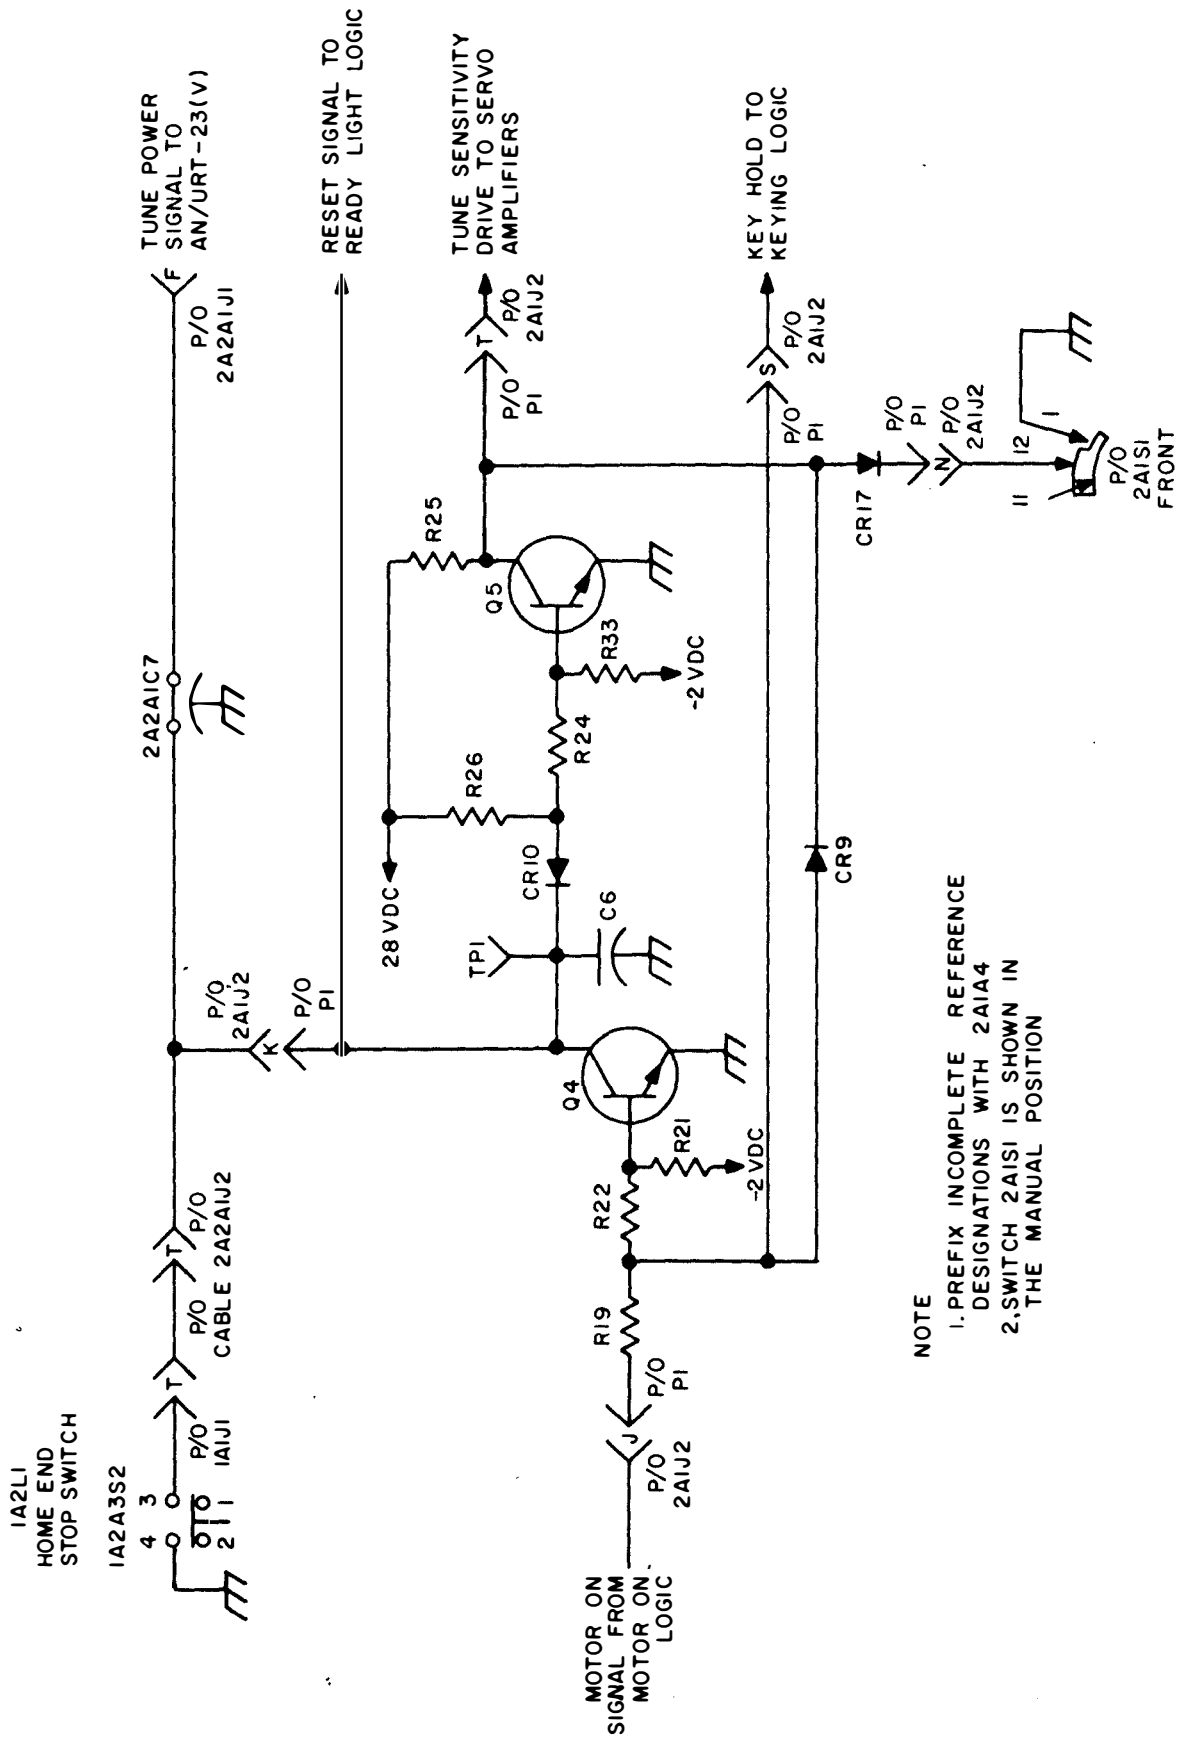 1A2L1
HOME END
STOP SWITCH
1A2A3S2
4 3
2 1
P/O
1A1J1
T
P/O
CABLE
T
P/O
2A2A1J2
2A2A1C7
P/O
2A2A1J1
F
TUNE POWER
SIGNAL TO
AN/URT-23(V)
P/O
2A1J2
K
P/O
P1
RESET SIGNAL TO
READY LIGHT LOGIC
28VDC
TP1
C6
CR10
R26
R24
R33
-2 VDC
R25
Q5
P/O
P1
T
P/O
2A1J2
TUNE SENSITIVITY
DRIVE TO SERVO
AMPLIFIERS
MOTOR ON
SIGNAL FROM
MOTOR ON
LOGIC
P/O
2A1J2
J
P/O
P1
R19
R22
R21
-2 VDC
Q4
P/O
P1
S
P/O
2A1J2
KEY HOLD TO
KEYING LOGIC
CR9
CR17
P/O
P1
N
P/O
2A1J2
11
12
1
P/O
2A1S1
FRONT
NOTE
1. PREFIX INCOMPLETE REFERENCE
DESIGNATIONS WITH 2A1A4
2. SWITCH 2A1S1 IS SHOWN IN
THE MANUAL POSITION